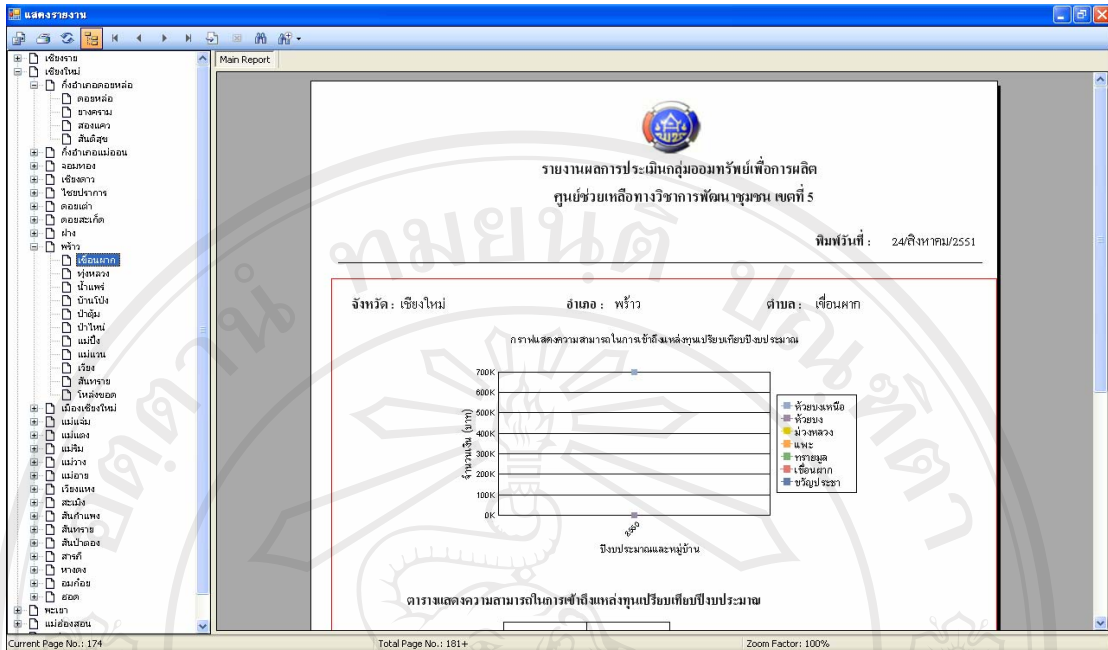 แสดงรายงาน
Main Report
เชียงราย
เชียงใหม่
กิ่งอำเภอดอยหล่อ
ดอยหล่อ
ยางคราม
สองแคว
สันติสุข
กิ่งอำเภอแม่ออน
จอมทอง
เชียงดาว
ไชยปราการ
ดอยเต่า
ดอยสะเก็ด
ฝาง
พร้าว
เขื่อนผาก
ทุ่งหลวง
น้ำแพร่
บ้านโป่ง
ป่าตุ้ม
ป่าไหน่
แม่ปั๋ง
แม่แวน
เวียง
สันทราย
โหล่งขอด
เมืองเชียงใหม่
แม่แจ่ม
แม่แตง
แม่ริม
แม่วาง
แม่อาย
เวียงแหง
สะเมิง
สันกำแพง
สันทราย
สันป่าตอง
สารภี
หางดง
อมก๋อย
ฮอด
พะเยา
แม่ฮ่องสอน
รายงานผลการประเมินกลุ่มออมทรัพย์เพื่อการผลิต
ศูนย์ช่วยเหลือทางวิชาการพัฒนาชุมชน เขตที่ 5
พิมพ์วันที่ : 24/สิงหาคม/2551
จังหวัด : เชียงใหม่ อำเภอ : พร้าว ตำบล : เขื่อนผาก
กราฟแสดงความสามารถในการเข้าถึงแหล่งทุนเปรียบเทียบปีงบประมาณ
700K
600K
500K
400K
300K
200K
100K
0K
จำนวนเงิน (บาท)
2550
ปีงบประมาณและหมู่บ้าน
ห้วยบงเหนือ
ห้วยบง
ม่วงหลวง
แพะ
ทรายมูล
เขื่อนผาก
ขวัญประชา
ตารางแสดงความสามารถในการเข้าถึงแหล่งทุนเปรียบเทียบปีงบประมาณ
Current Page No.: 174 Total Page No.: 181+ Zoom Factor: 100%